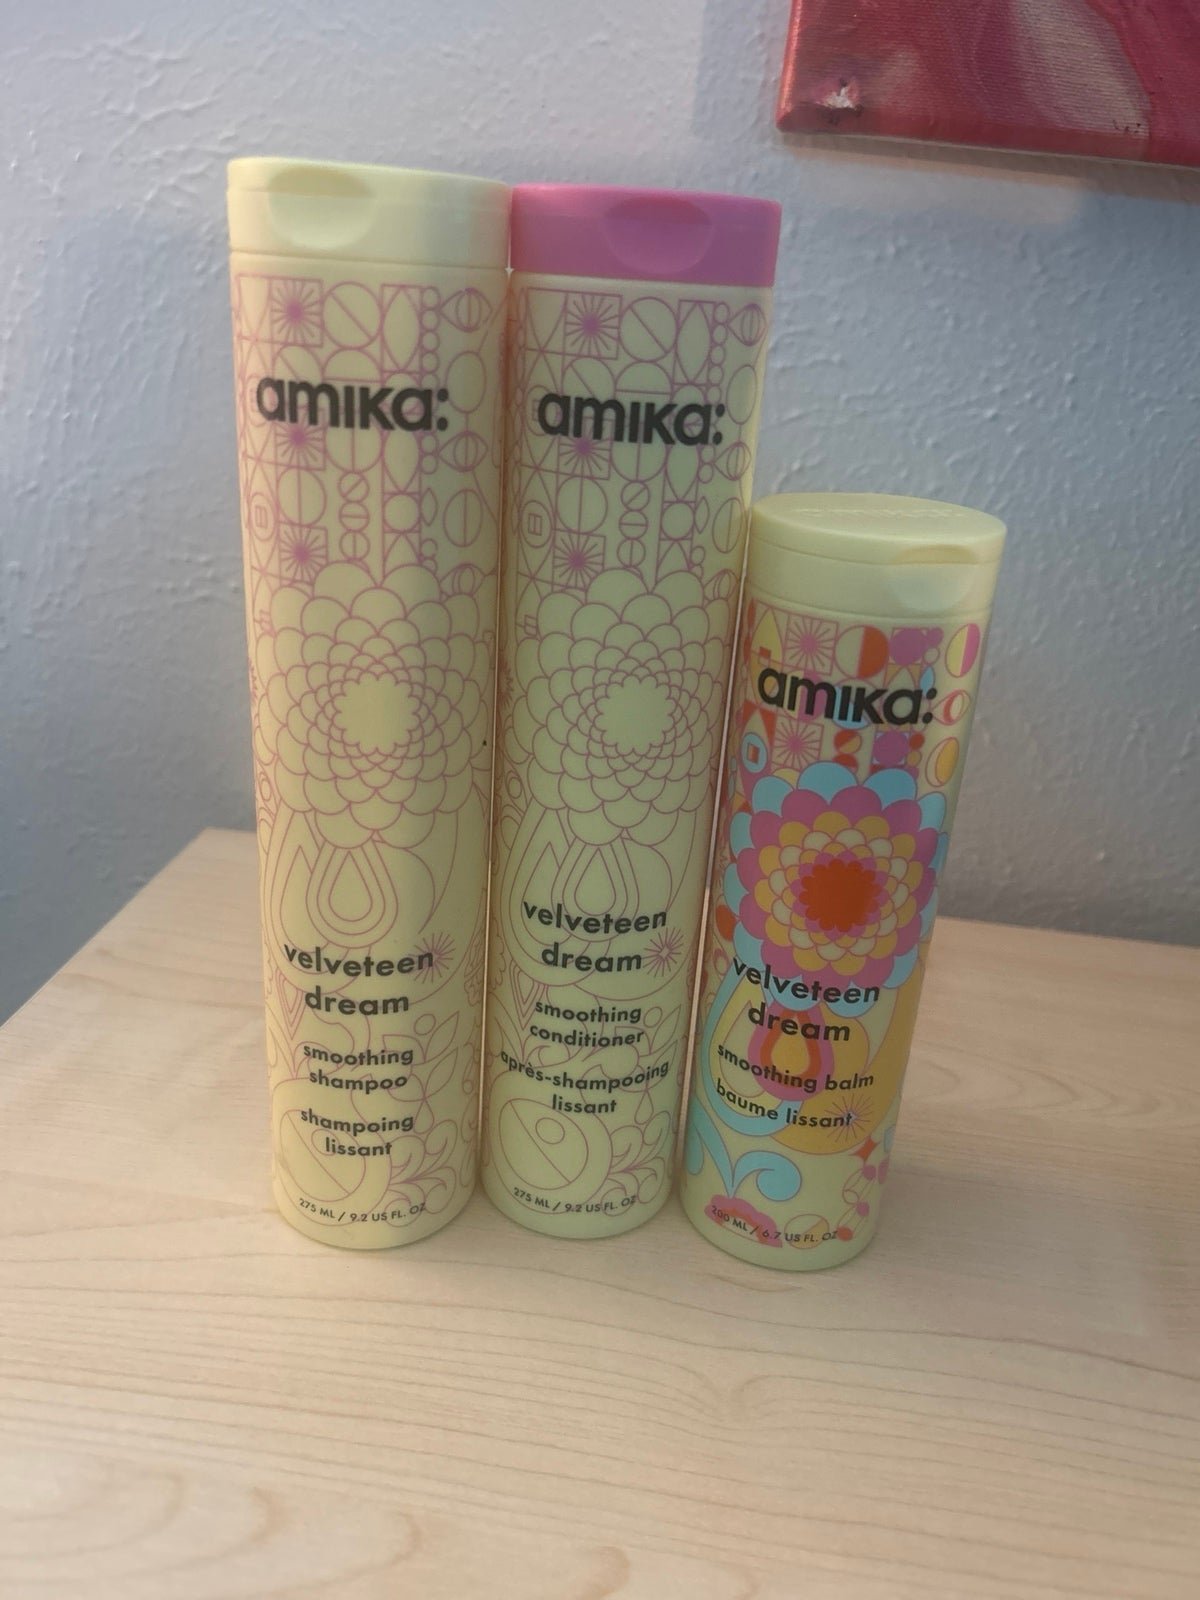 amika:
velveteen
dream
smoothing
shampoo
shampoing
lissant
275 ML / 9.2 US FL. OZ
amika:
velveteen
dream
smoothing
conditioner
après-shampooing
lissant
275 ML / 9.2 US FL. OZ
amika:
velveteen
dream
smoothing balm
baume lissant
200 ML / 6.7 US FL. OZ